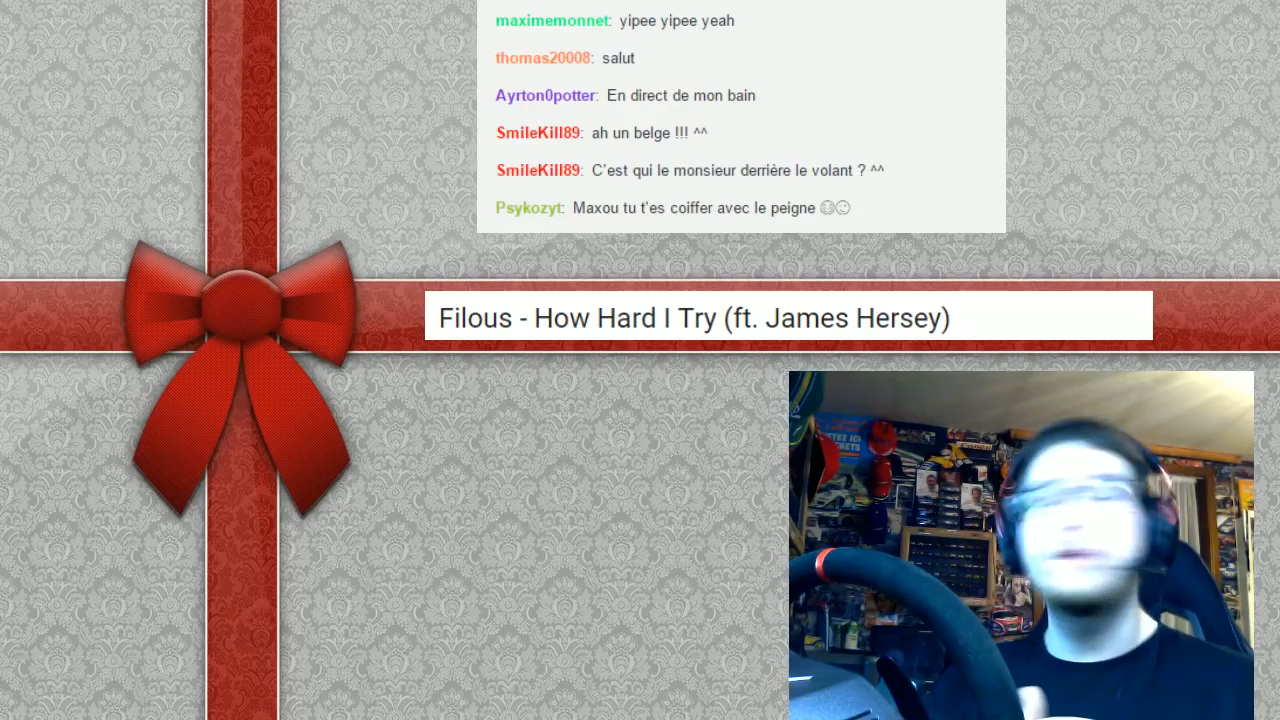 maximemonnet: yipee yipee yeah
thomas20008: salut
Ayrton0potter: En direct de mon bain
SmileKill89: ah un belge !!! ^^
SmileKill89: C'est qui le monsieur derrière le volant ? ^^
Psykozyt: Maxou tu t'es coiffer avec le peigne
Filous - How Hard I Try (ft. James Hersey)